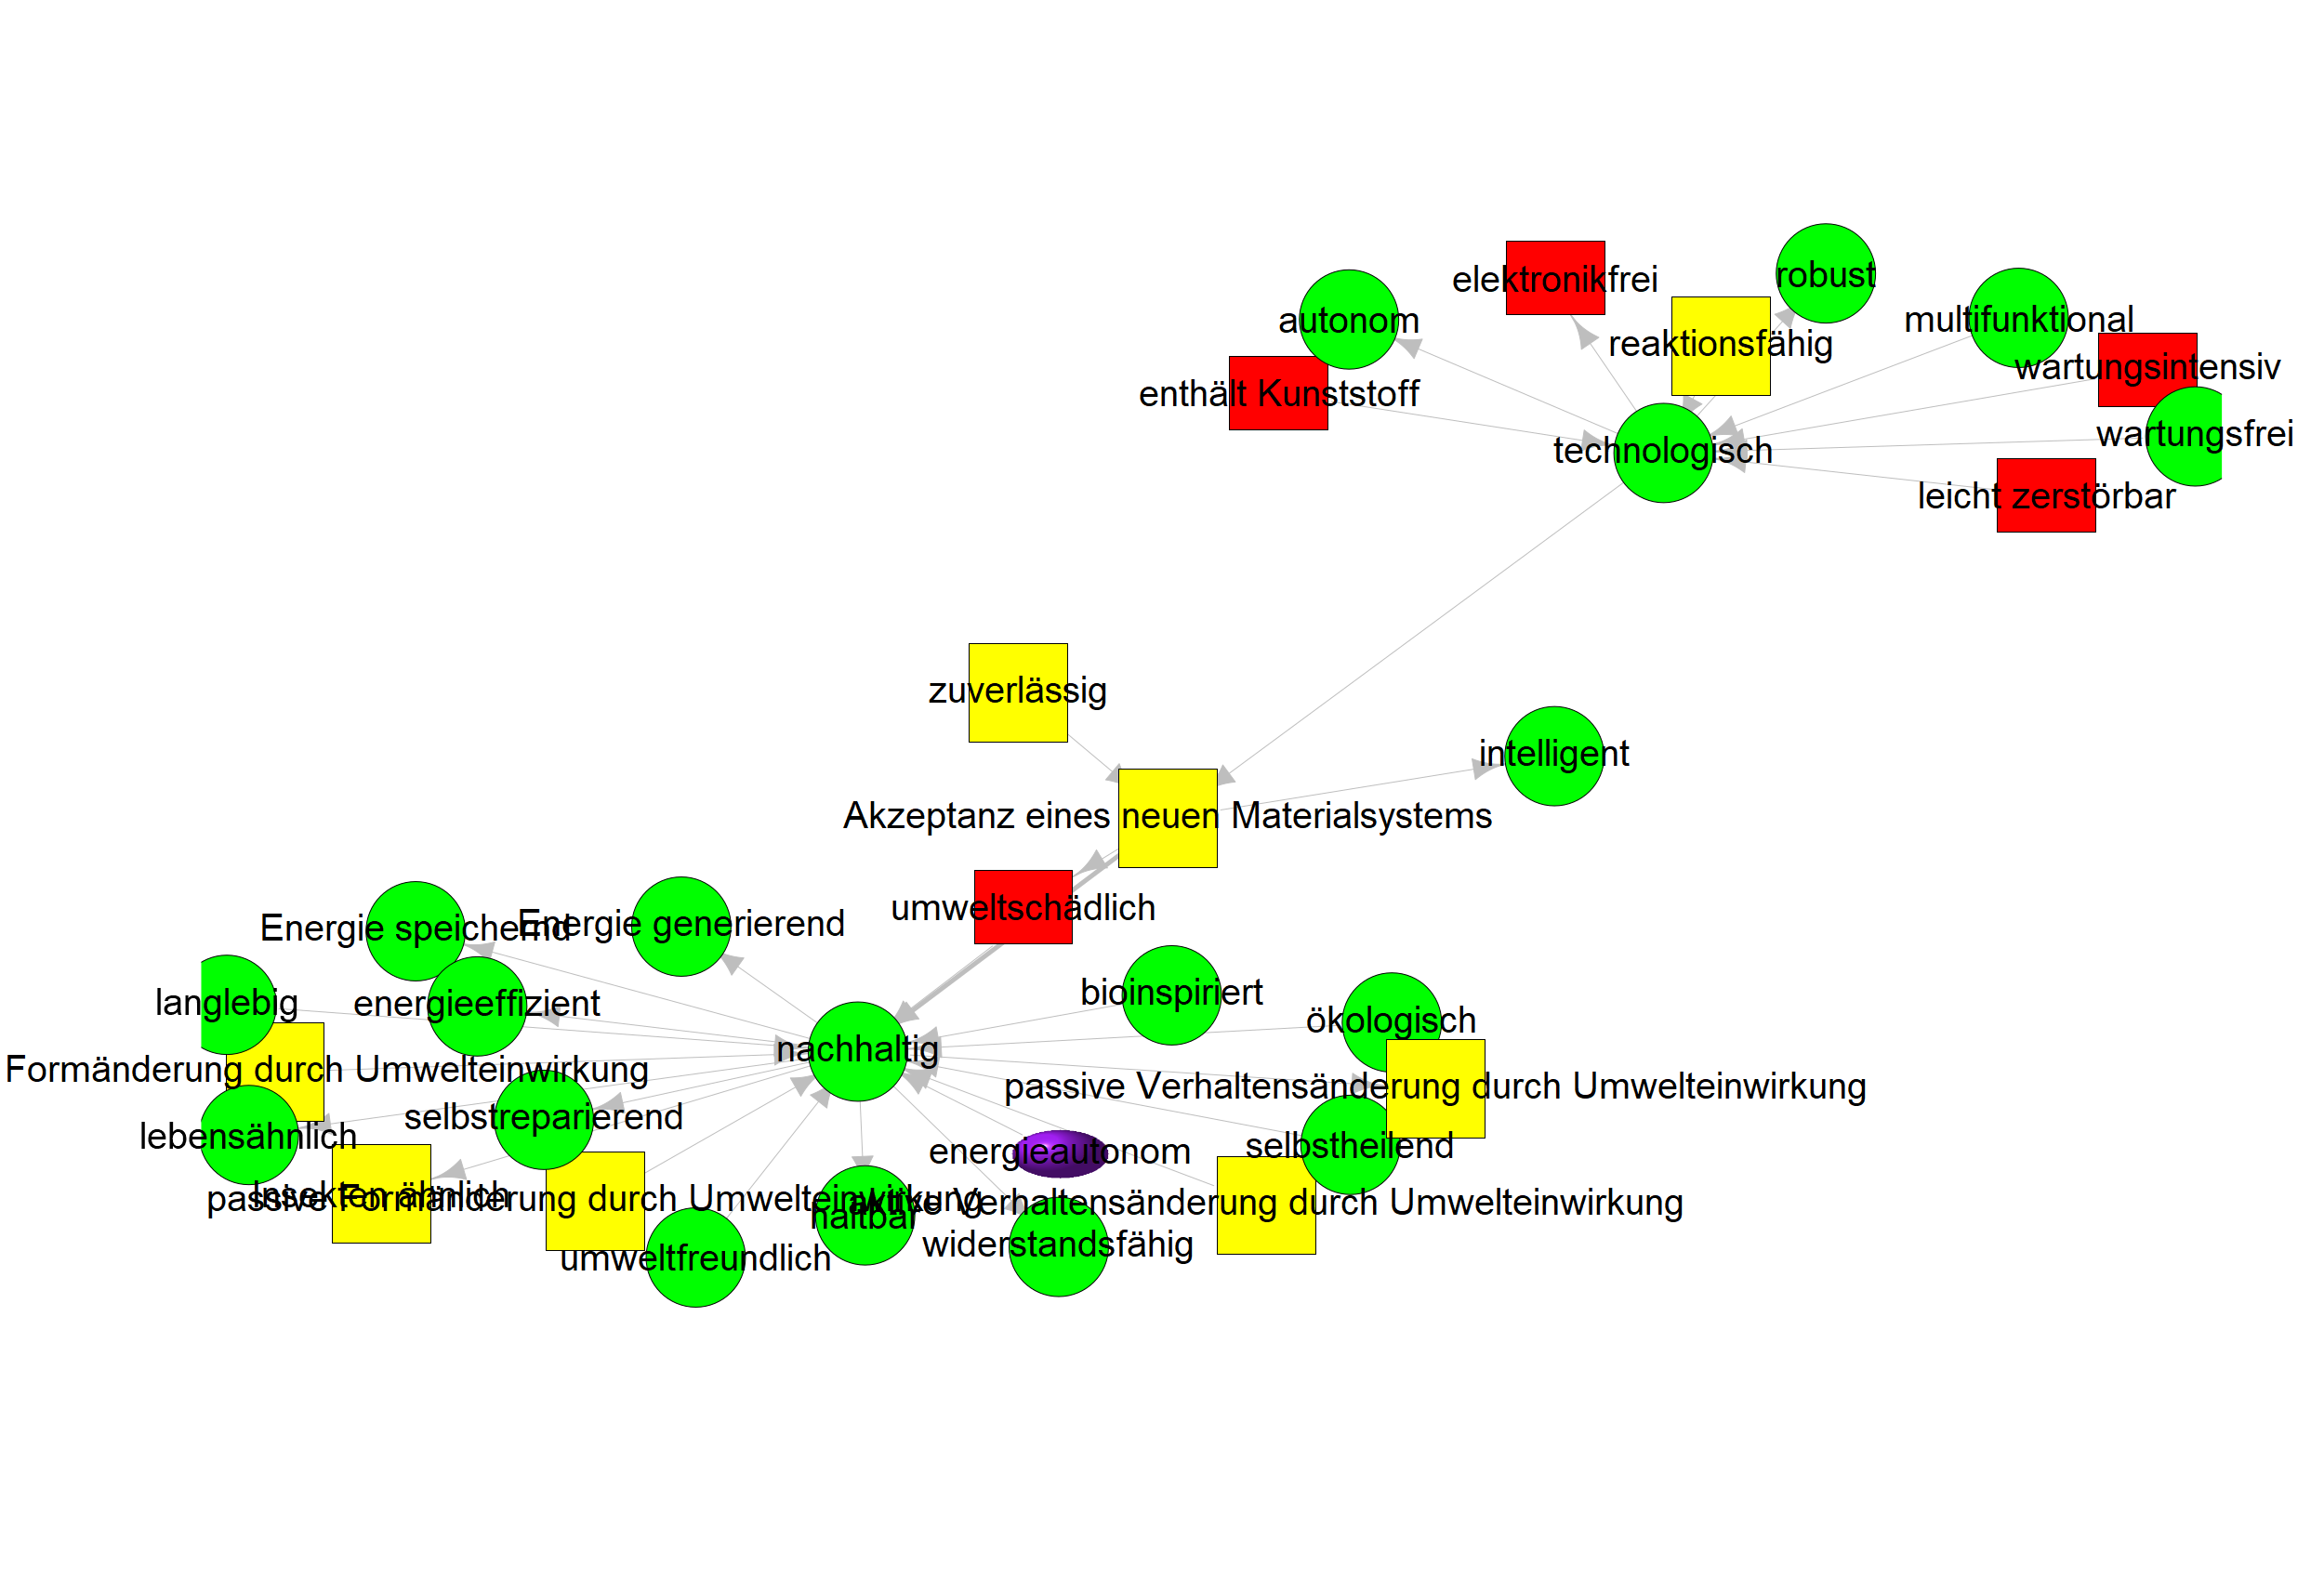 robust
elektronikfrei
autonom
multifunktional
reaktionsfähig
wartungsintensiv
enthält Kunststoff
wartungsfrei
technologisch
leicht zerstörbar
zuverlässig
intelligent
Akzeptanz eines neuen Materialsystems
umweltschädlich
Energie speichernd
Energie generierend
bioinspiriert
langlebig
energieeffizient
ökologisch
nachhaltig
Formänderung durch Umwelteinwirkung
passive Verhaltensänderung durch Umwelteinwirkung
selbstreparierend
lebensähnlich
selbstheilend
energieautonom
Insekten ähnlich
passive Formänderung durch Umwelteinwirkung
aktive Verhaltensänderung durch Umwelteinwirkung
haltbar
widerstandsfähig
umweltfreundlich